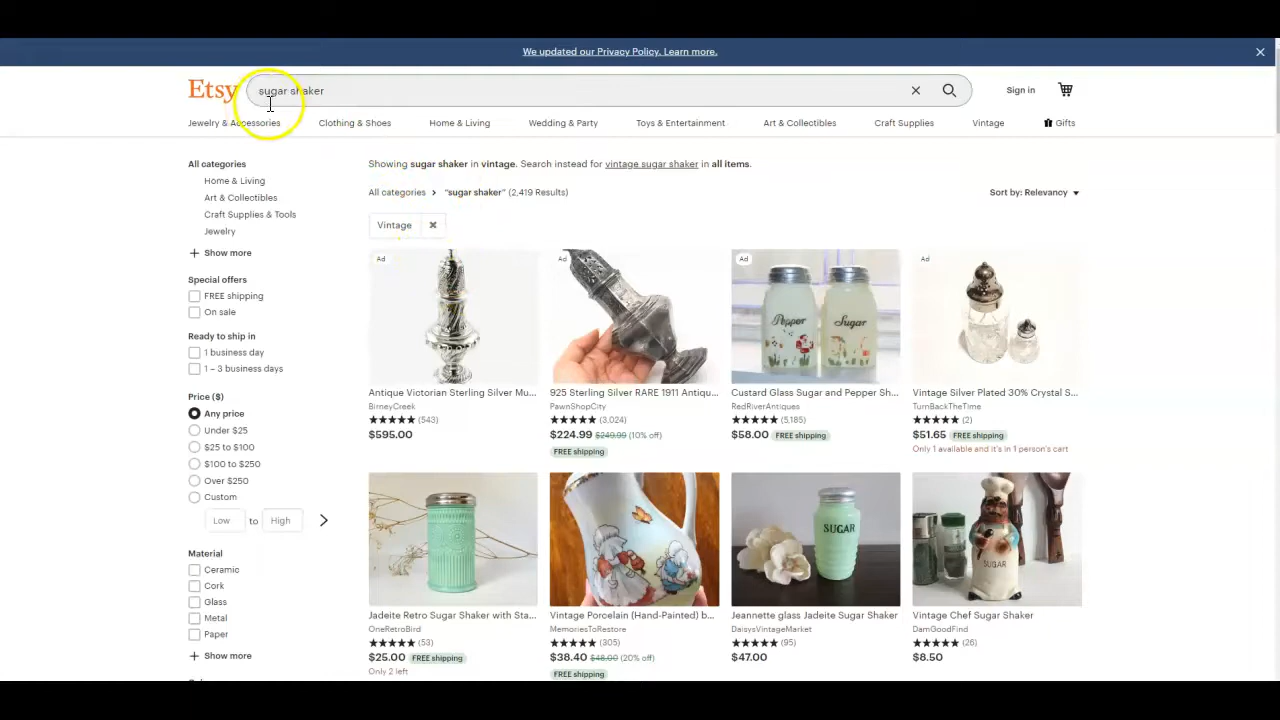 We updated our Privacy Policy. Learn more.
Etsy
sugar shaker
Sign in
Jewelry & Accessories
Clothing & Shoes
Home & Living
Wedding & Party
Toys & Entertainment
Art & Collectibles
Craft Supplies
Vintage
Gifts
All categories
Home & Living
Art & Collectibles
Craft Supplies & Tools
Jewelry
Show more
Special offers
FREE shipping
On sale
Ready to ship in
1 business day
1 – 3 business days
Price ($)
Any price
Under $25
$25 to $100
$100 to $250
Over $250
Custom
Low to High
Material
Ceramic
Cork
Glass
Metal
Paper
Show more
Showing sugar shaker in vintage. Search instead for vintage sugar shaker in all items.
All categories > "sugar shaker" (2,419 Results)
Sort by: Relevancy
Vintage
Ad
Antique Victorian Sterling Silver Mu...
BirneyCreek
(543)
$595.00
Ad
925 Sterling Silver RARE 1911 Antiqu...
PawnShopCity
(3,024)
$224.99 $249.99 (10% off)
FREE shipping
Ad
Pepper
Sugar
Custard Glass Sugar and Pepper Sh...
RedRiverAntiques
(5,185)
$58.00 FREE shipping
Ad
Vintage Silver Plated 30% Crystal S...
TurnBackTheTime
(2)
$51.65 FREE shipping
Only 1 available and it's in 1 person's cart
Jadeite Retro Sugar Shaker with Sta...
OneRetroBird
(53)
$25.00 FREE shipping
Only 2 left
Vintage Porcelain (Hand-Painted) b...
MemoriesToRestore
(305)
$38.40 $48.00 (20% off)
FREE shipping
SUGAR
Jeannette glass Jadeite Sugar Shaker
DaisysVintageMarket
(95)
$47.00
SUGAR
Vintage Chef Sugar Shaker
DamGoodFind
(26)
$8.50